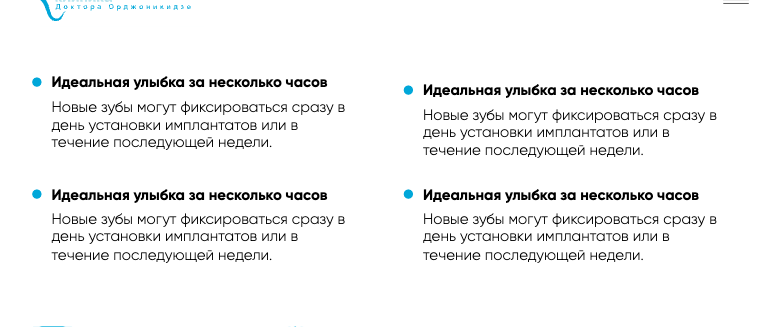 Доктора Орджоникидзе
Идеальная улыбка за несколько часов
Новые зубы могут фиксироваться сразу в
день установки имплантатов или в
течение последующей недели.
Идеальная улыбка за несколько часов
Новые зубы могут фиксироваться сразу в
день установки имплантатов или в
течение последующей недели.
Идеальная улыбка за несколько часов
Новые зубы могут фиксироваться сразу в
день установки имплантатов или в
течение последующей недели.
Идеальная улыбка за несколько часов
Новые зубы могут фиксироваться сразу в
день установки имплантатов или в
течение последующей недели.